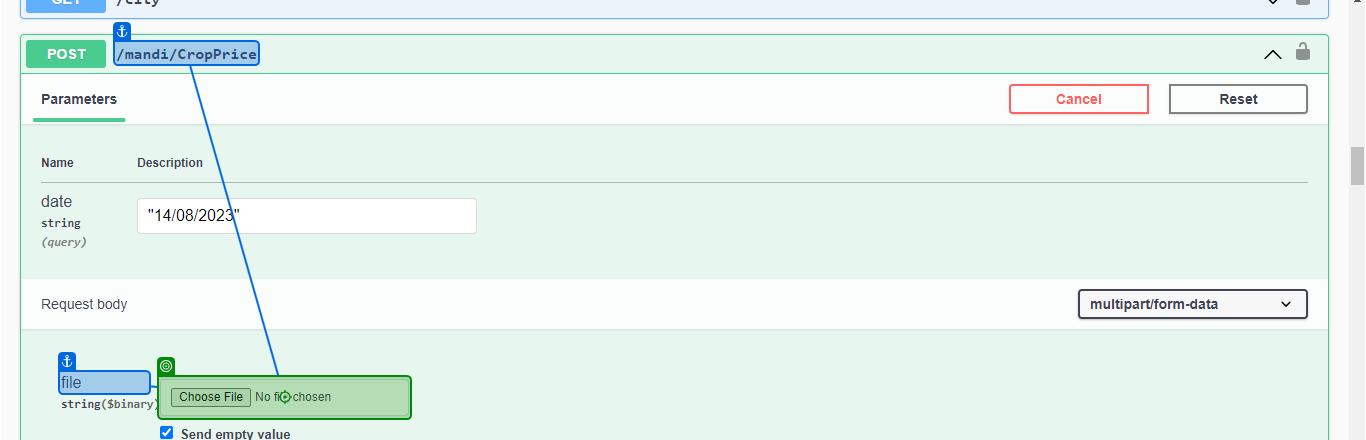 GET /City
POST /mandi/CropPrice
Parameters Cancel Reset
Name Description
date "14/08/2023"
string
(query)
Request body multipart/form-data
file
Choose File No file chosen
string($binary)
Send empty value